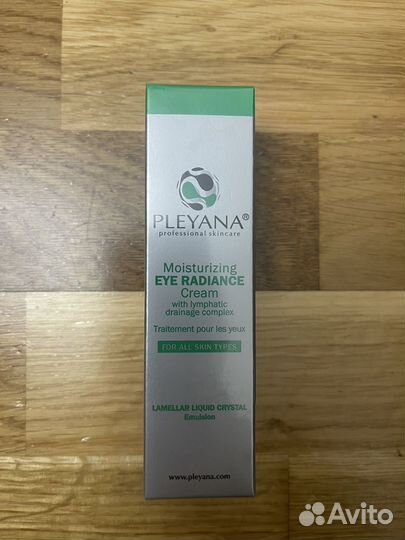 PLEYANA®
professional skincare
Moisturizing
EYE RADIANCE
Cream
with lymphatic
drainage complex
Traitement pour les yeux
FOR ALL SKIN TYPES
LAMELLAR LIQUID CRYSTAL
Emulsion
www.pleyana.com
Avito